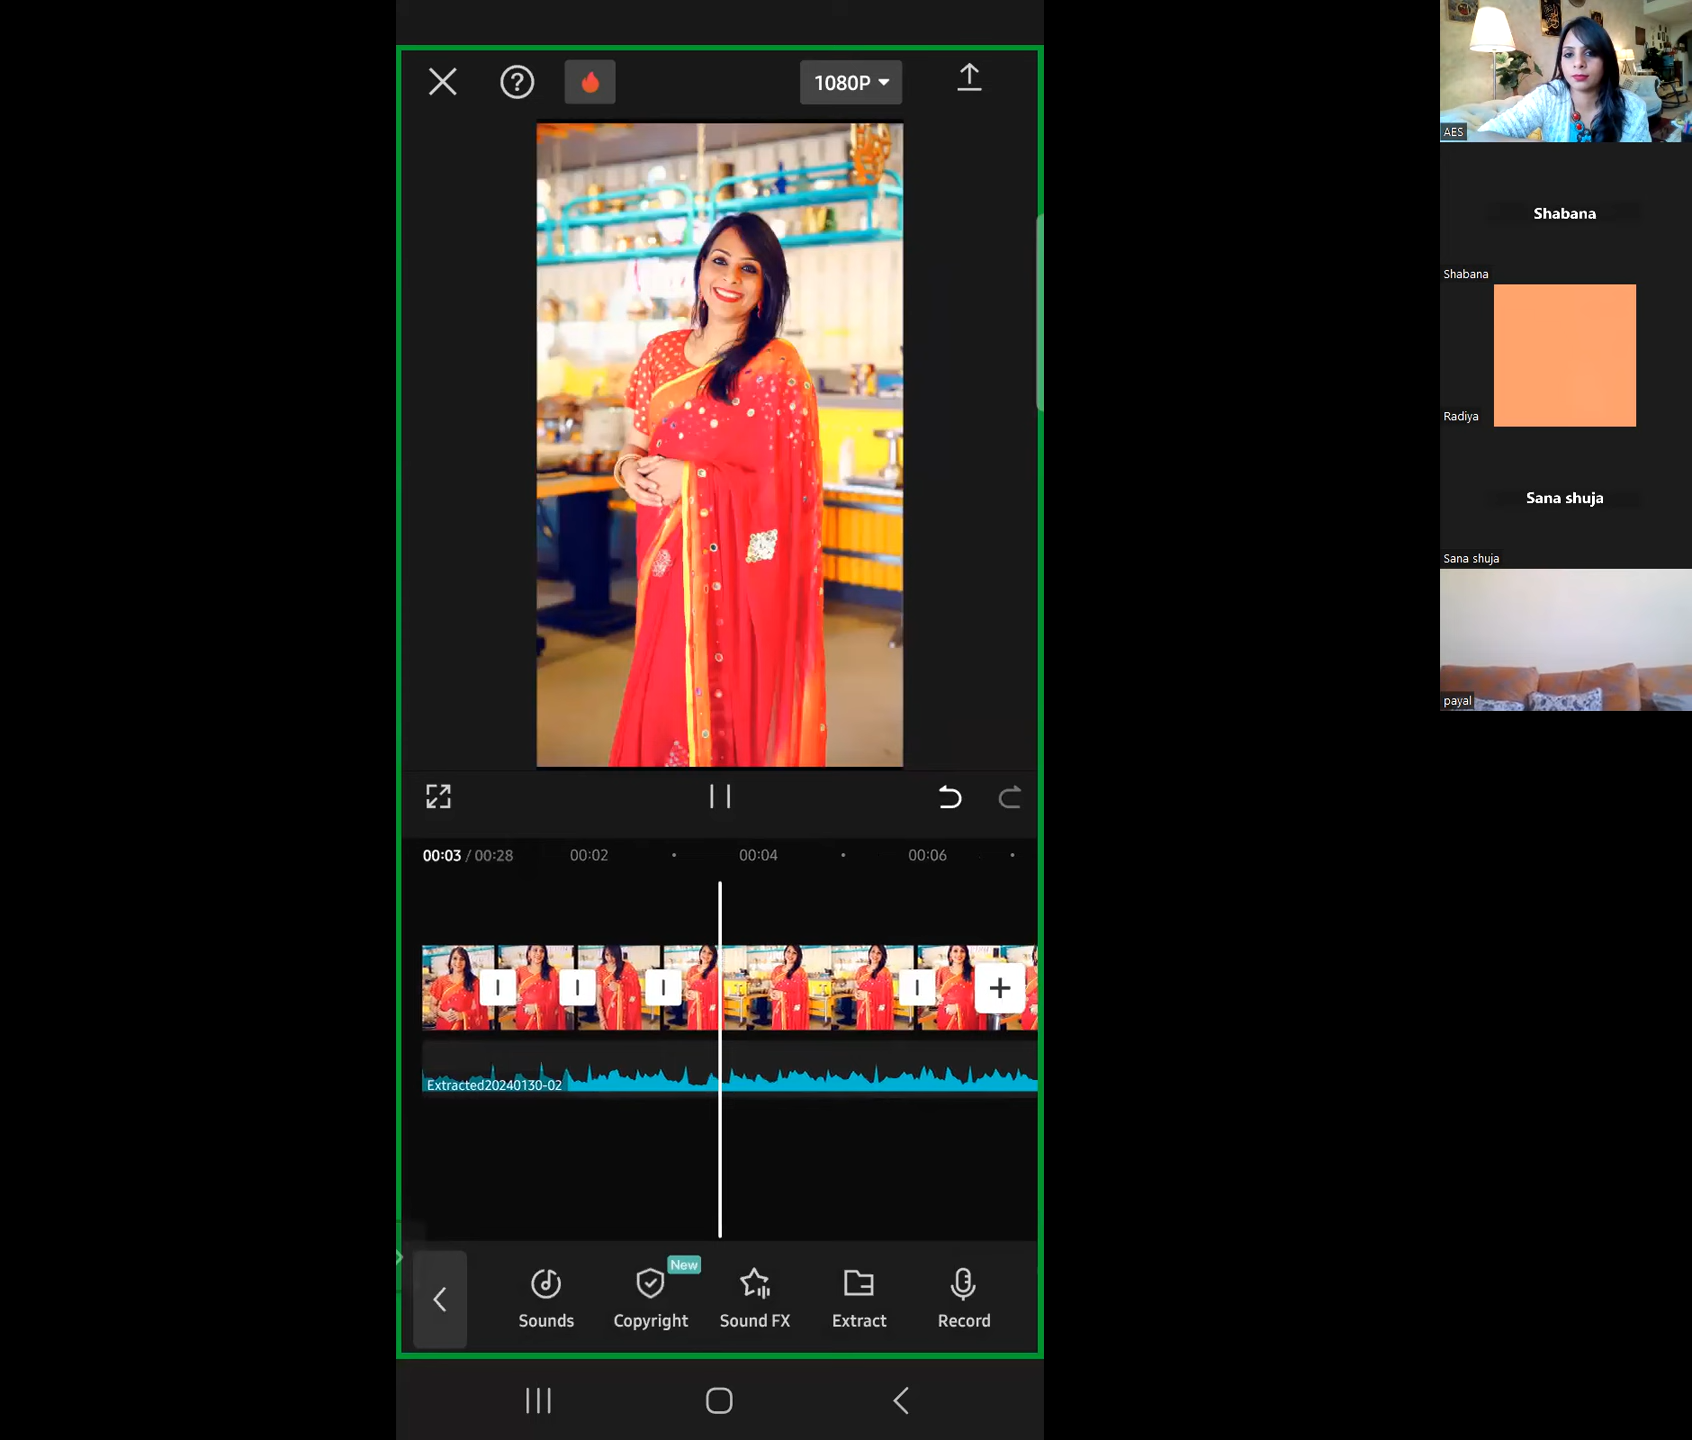 1080P
AES
Shabana
Shabana
Radiya
Sana shuja
Sana shuja
payal
00:03 / 00:28 00:02 00:04 00:06
Extracted20240130-02
New
Sounds Copyright Sound FX Extract Record